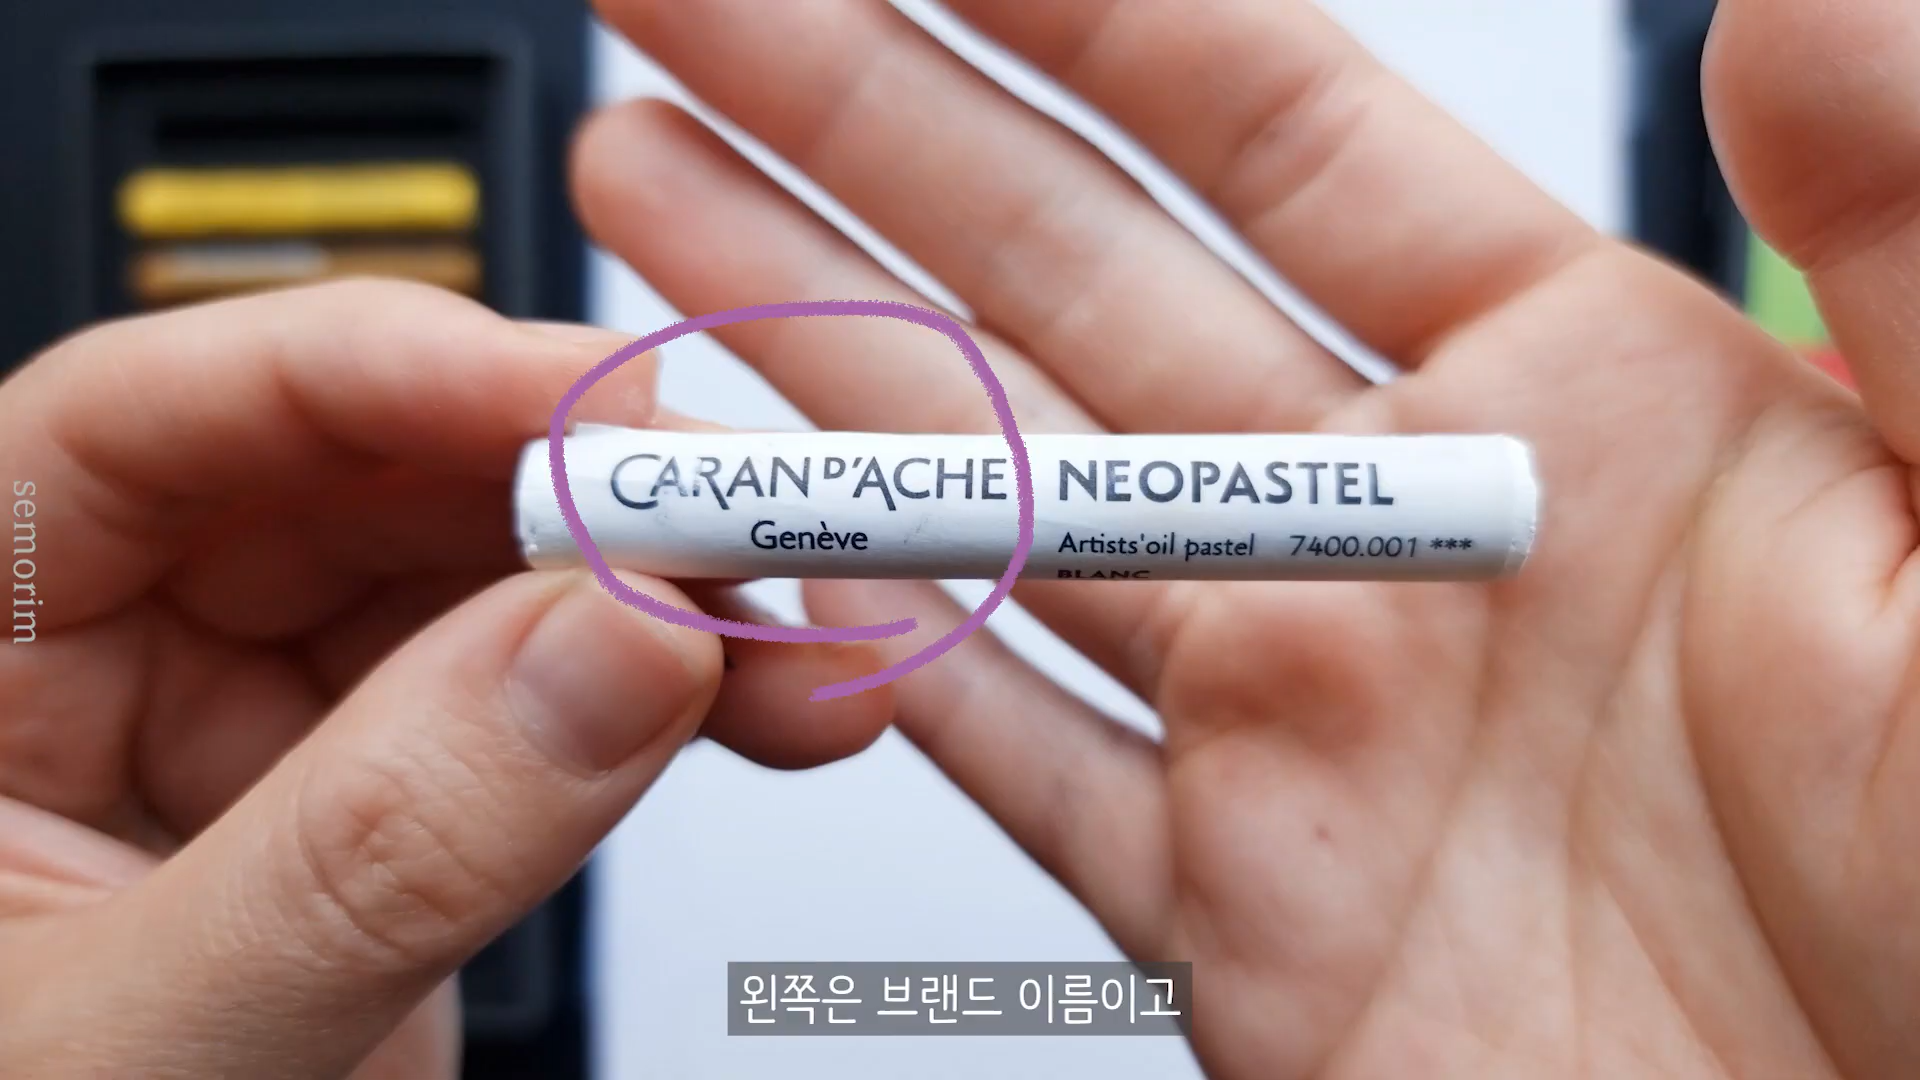 semorim
CARAN D'ACHE
Genève
NEOPASTEL
Artists'oil pastel 7400.001 ***
BLANC
왼쪽은 브랜드 이름이고